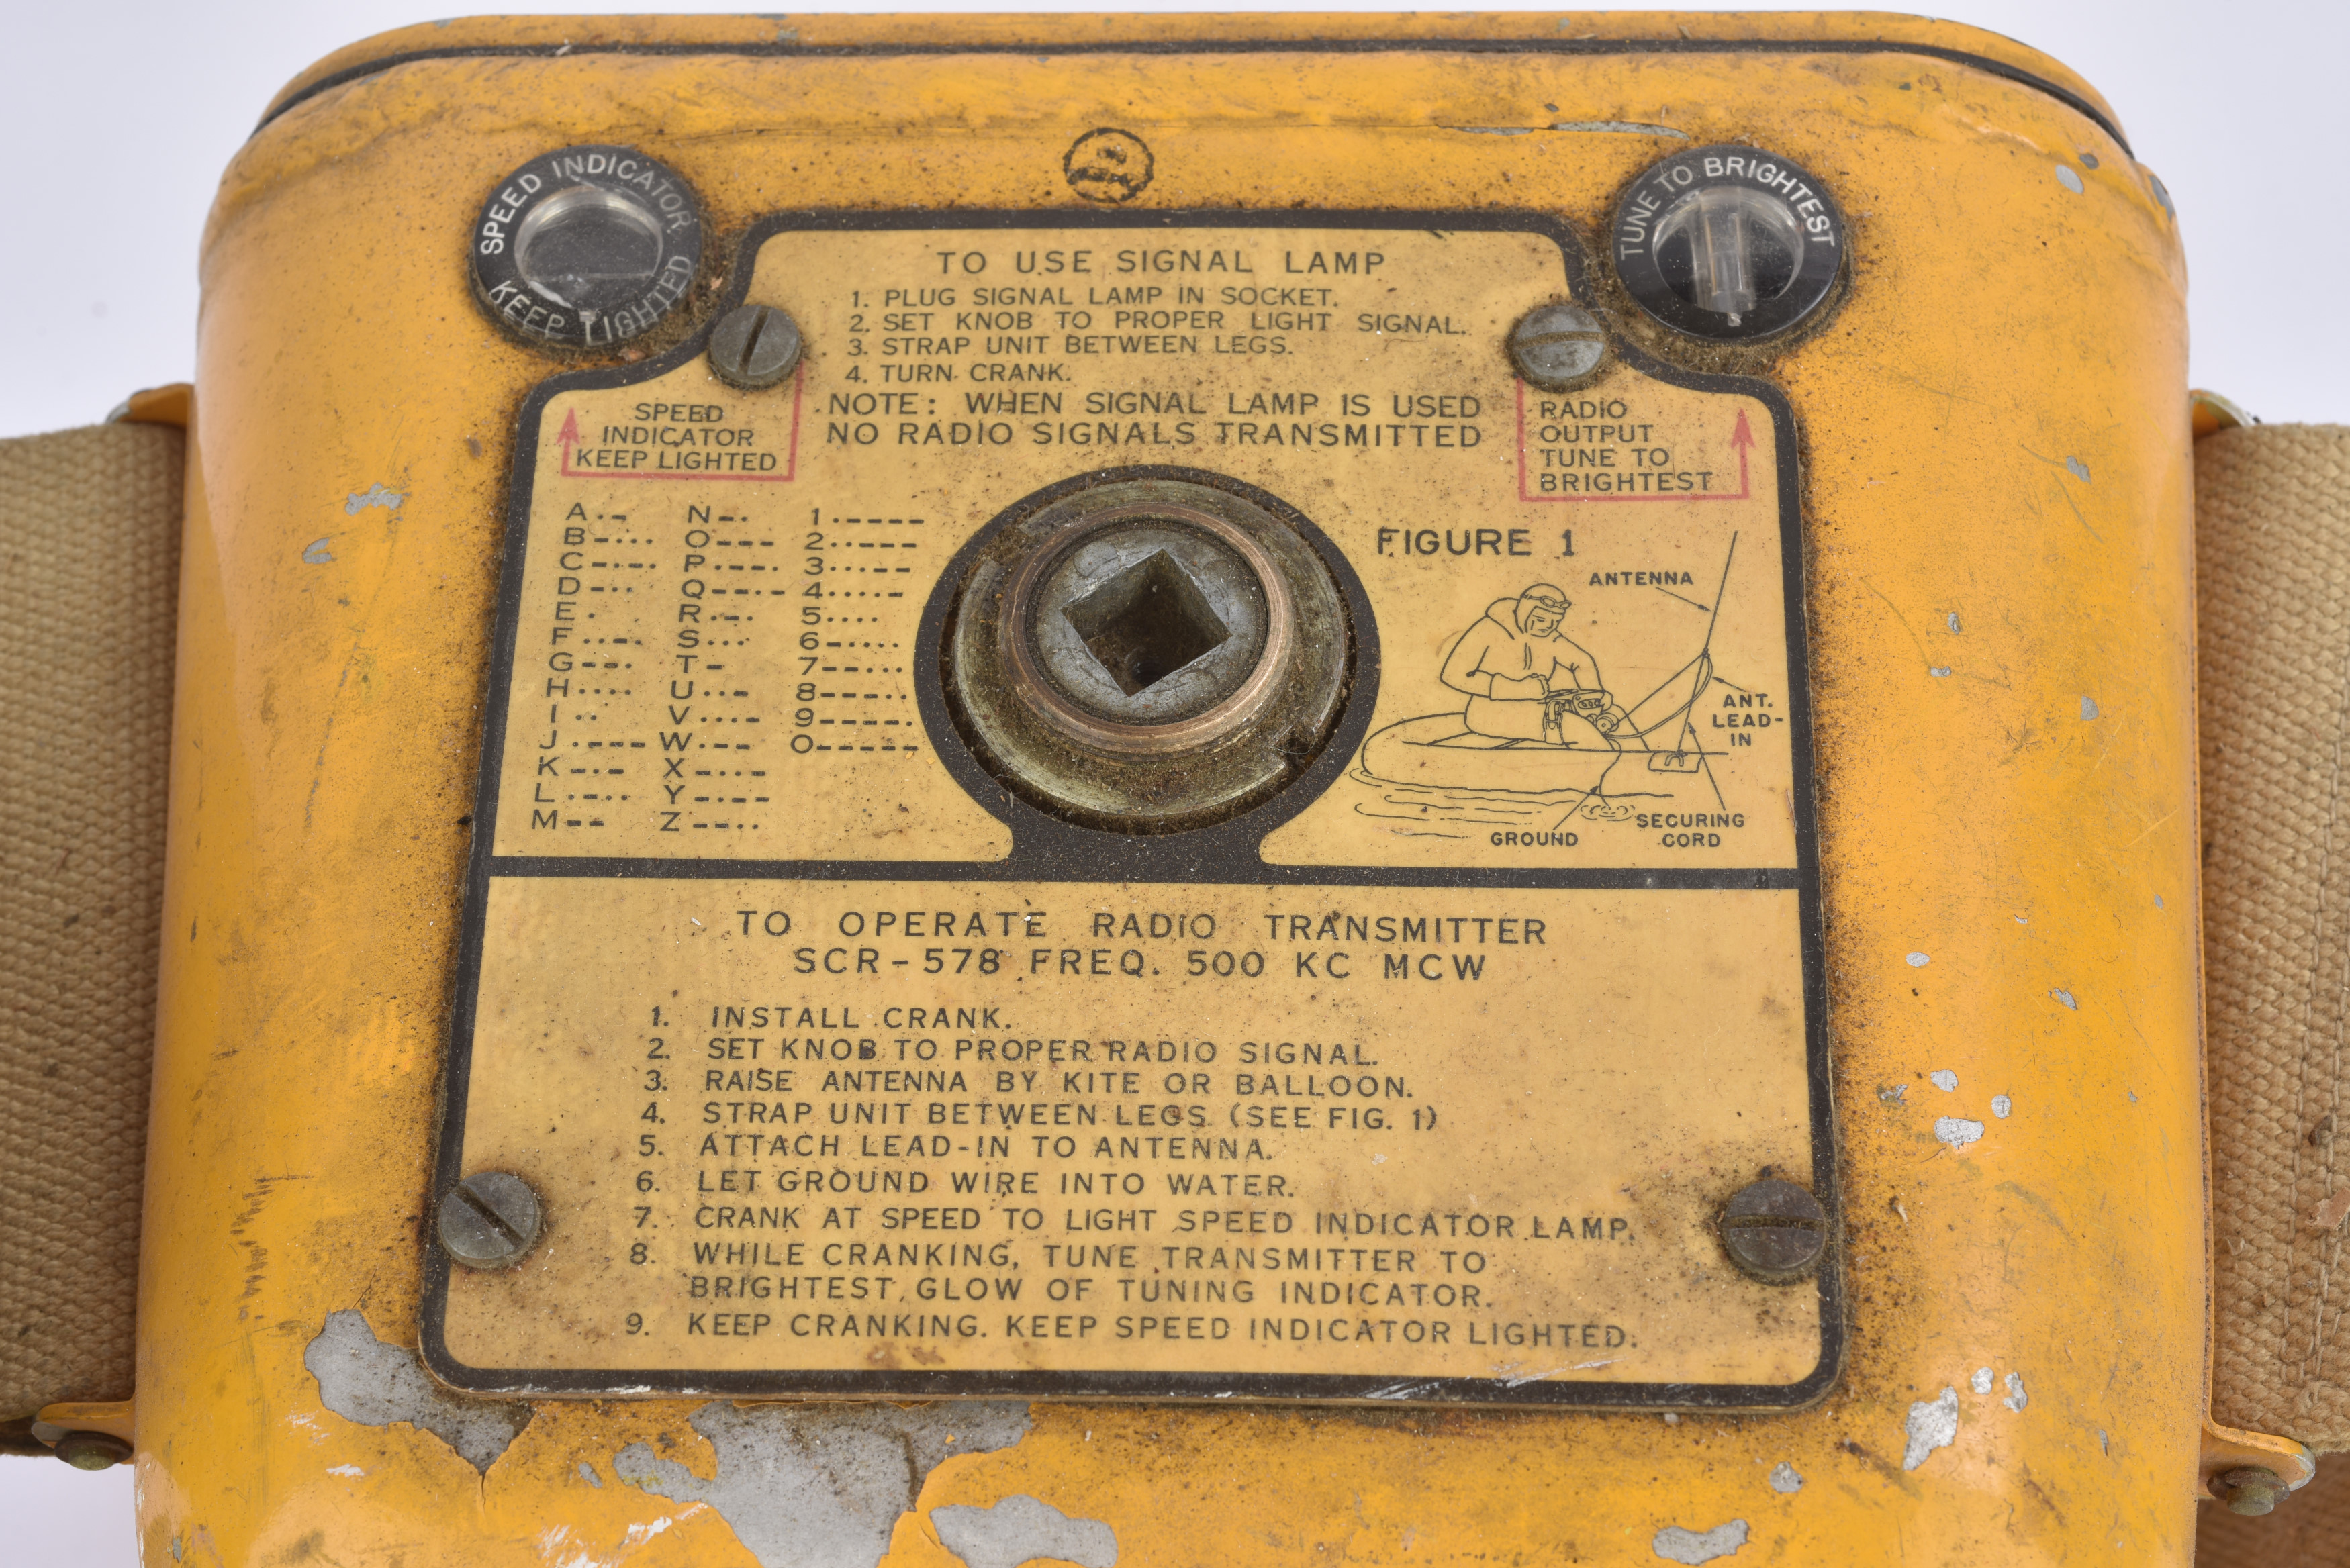 SPEED INDICATOR
KEEP LIGHTED
TUNE TO BRIGHTEST
TO USE SIGNAL LAMP
1. PLUG SIGNAL LAMP IN SOCKET.
2. SET KNOB TO PROPER LIGHT SIGNAL.
3. STRAP UNIT BETWEEN LEGS.
4. TURN CRANK.
NOTE: WHEN SIGNAL LAMP IS USED
NO RADIO SIGNALS TRANSMITTED
SPEED
INDICATOR
KEEP LIGHTED
RADIO
OUTPUT
TUNE TO
BRIGHTEST
A.- N-. 1.----
B-... O--- 2..---
C-.-. P.--. 3...--
D-.. Q--.- 4....-
E. R.-. 5....
F..-. S... 6-....
G--. T- 7--...
H.... U..- 8---..
I.. V...- 9----.
J.--- W.-- 0-----
K-.- X-..-
L.-.. Y-.--
M-- Z--..
FIGURE 1
ANTENNA
ANT.
LEAD-
IN
GROUND
SECURING
CORD
TO OPERATE RADIO TRANSMITTER
SCR-578 FREQ. 500 KC MCW
1. INSTALL CRANK.
2. SET KNOB TO PROPER RADIO SIGNAL.
3. RAISE ANTENNA BY KITE OR BALLOON.
4. STRAP UNIT BETWEEN LEGS (SEE FIG. 1)
5. ATTACH LEAD-IN TO ANTENNA.
6. LET GROUND WIRE INTO WATER.
7. CRANK AT SPEED TO LIGHT SPEED INDICATOR LAMP.
8. WHILE CRANKING, TUNE TRANSMITTER TO
BRIGHTEST GLOW OF TUNING INDICATOR.
9. KEEP CRANKING. KEEP SPEED INDICATOR LIGHTED.